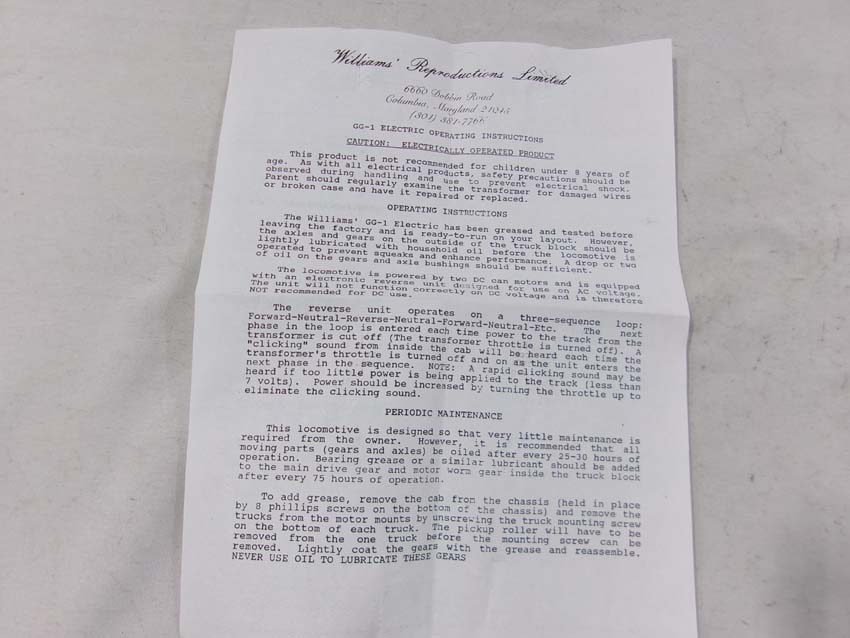 Williams' Reproductions Limited
6660 Dobbin Road
Columbia, Maryland 21045
(301) 381-7766
GG-1 ELECTRIC OPERATING INSTRUCTIONS
CAUTION: ELECTRICALLY OPERATED PRODUCT
This product is not recommended for children under 8 years of
age. As with all electrical products, safety precautions should be
observed during handling and use to prevent electrical shock.
Parent should regularly examine the transformer for damaged wires
or broken case and have it repaired or replaced.
OPERATING INSTRUCTIONS
The Williams' GG-1 Electric has been greased and tested before
leaving the factory and is ready-to-run on your layout. However,
the axles and gears on the outside of the truck block should be
lightly lubricated with household oil before the locomotive is
operated to prevent squeaks and enhance performance. A drop or two
of oil on the gears and axle bushings should be sufficient.
The locomotive is powered by two DC can motors and is equipped
with an electronic reverse unit designed for use on AC voltage.
The unit will not function correctly on DC voltage and is therefore
NOT recommended for DC use.
The reverse unit operates on a three-sequence loop:
Forward-Neutral-Reverse-Neutral-Forward-Neutral-Etc. The next
phase in the loop is entered each time power to the track from the
transformer is cut off (The transformer throttle is turned off). A
"clicking" sound from inside the cab will be heard each time the
transformer's throttle is turned off and on as the unit enters the
next phase in the sequence. NOTE: A rapid clicking sound may be
heard if too little power is being applied to the track (less than
7 volts). Power should be increased by turning the throttle up to
eliminate the clicking sound.
PERIODIC MAINTENANCE
This locomotive is designed so that very little maintenance is
required from the owner. However, it is recommended that all
moving parts (gears and axles) be oiled after every 25-30 hours of
operation. Bearing grease or a similar lubricant should be added
to the main drive gear and motor worm gear inside the truck block
after every 75 hours of operation.
To add grease, remove the cab from the chassis (held in place
by 8 phillips screws on the bottom of the chassis) and remove the
trucks from the motor mounts by unscrewing the truck mounting screw
on the bottom of each truck. The pickup roller will have to be
removed from the one truck before the mounting screw can be
removed. Lightly coat the gears with the grease and reassemble.
NEVER USE OIL TO LUBRICATE THESE GEARS